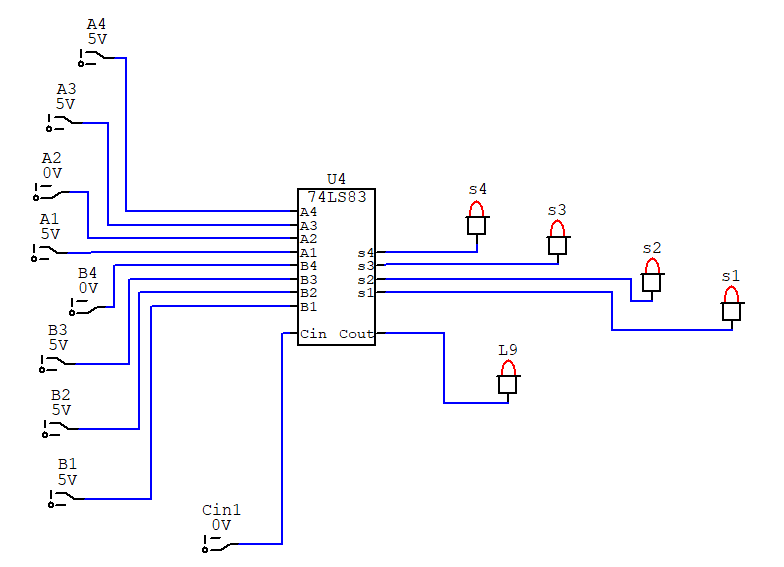 A4
5V
A3
5V
A2
0V
A1
5V
B4
0V
B3
5V
B2
5V
B1
5V
Cin1
0V
U4
74LS83
A4
A3
A2
A1
B4
B3
B2
B1
Cin
s4
s3
s2
s1
Cout
s4
s3
s2
s1
L9